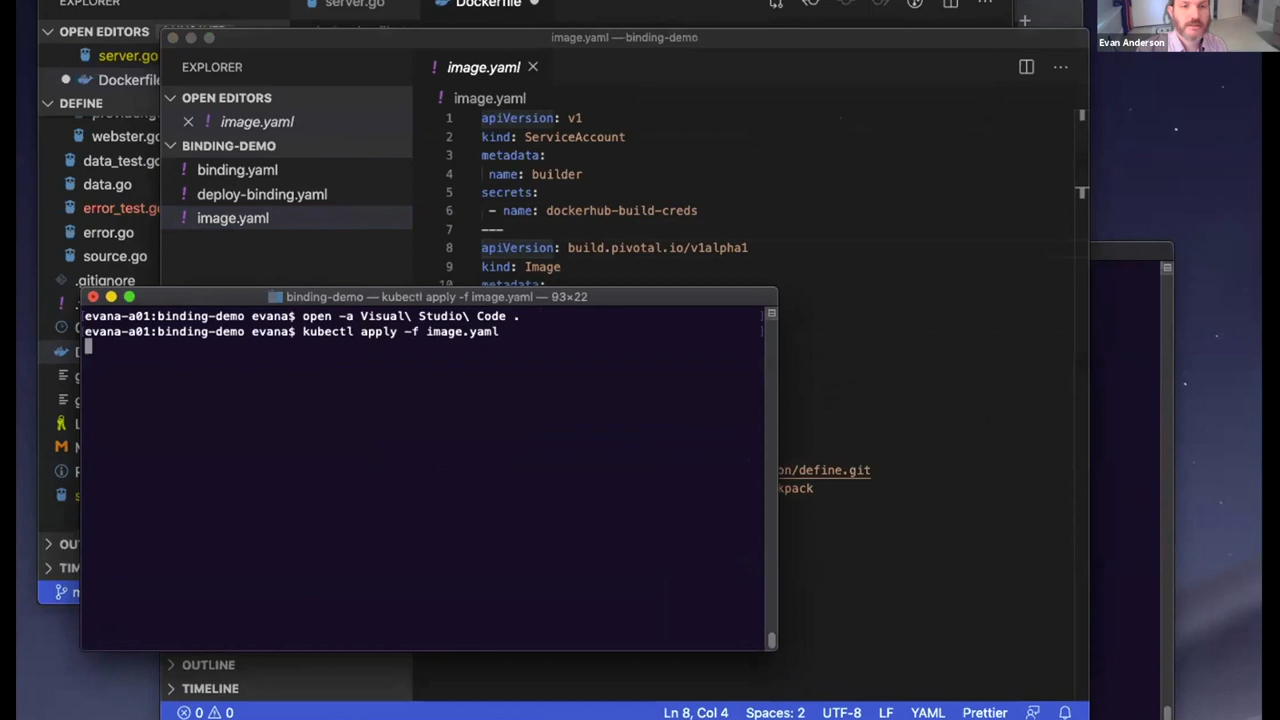 EXPLORER
server.go
Dockerfile
Evan Anderson
OPEN EDITORS
server.go
Dockerfile
DEFINE
webster.go
data_test.go
data.go
error_test.go
error.go
source.go
.gitignore
image.yaml — binding-demo
EXPLORER
OPEN EDITORS
image.yaml
BINDING-DEMO
binding.yaml
deploy-binding.yaml
image.yaml
image.yaml
image.yaml
1 apiVersion: v1
2 kind: ServiceAccount
3 metadata:
4 name: builder
5 secrets:
6 - name: dockerhub-build-creds
7 ---
8 apiVersion: build.pivotal.io/v1alpha1
9 kind: Image
10 metadata:
on/define.git
kpack
binding-demo — kubectl apply -f image.yaml — 93×22
evana-a01:binding-demo evana$ open -a Visual\ Studio\ Code .
evana-a01:binding-demo evana$ kubectl apply -f image.yaml
OU
TIM
OUTLINE
TIMELINE
0 0
Ln 8, Col 4
Spaces: 2
UTF-8
LF
YAML
Prettier